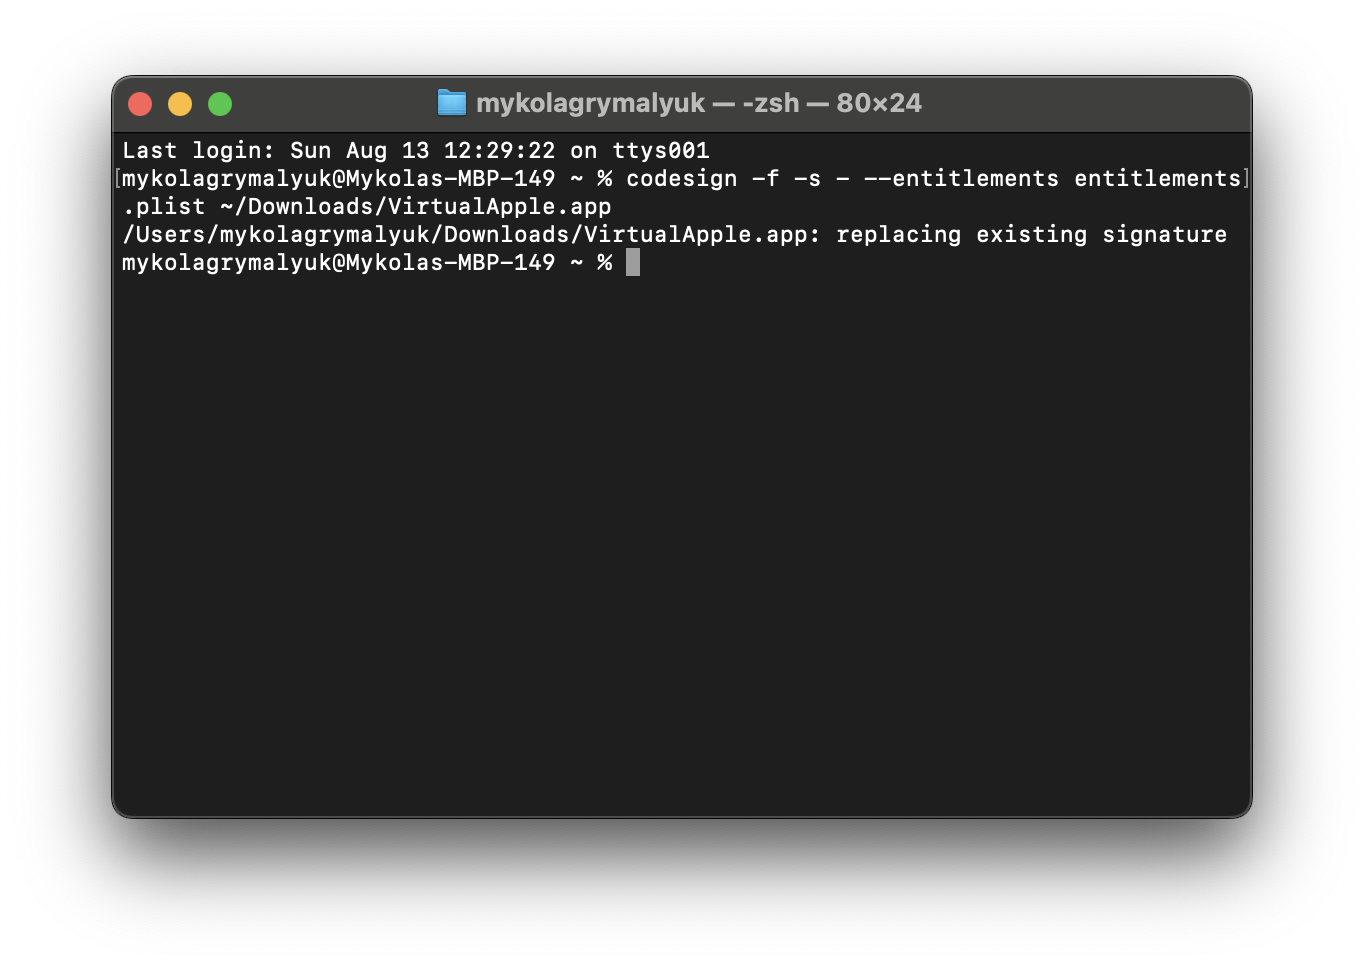 mykolagrymalyuk — -zsh — 80×24
Last login: Sun Aug 13 12:29:22 on ttys001
[mykolagrymalyuk@Mykolas-MBP-149 ~ % codesign -f -s - --entitlements entitlements]
.plist ~/Downloads/VirtualApple.app
/Users/mykolagrymalyuk/Downloads/VirtualApple.app: replacing existing signature
mykolagrymalyuk@Mykolas-MBP-149 ~ %